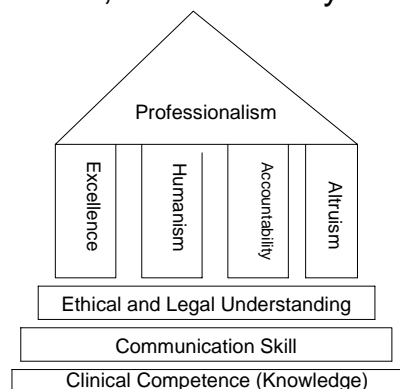 Professionalism
Excellence
Humanism
Accountability
Altruism
Ethical and Legal Understanding
Communication Skill
Clinical Competence (Knowledge)